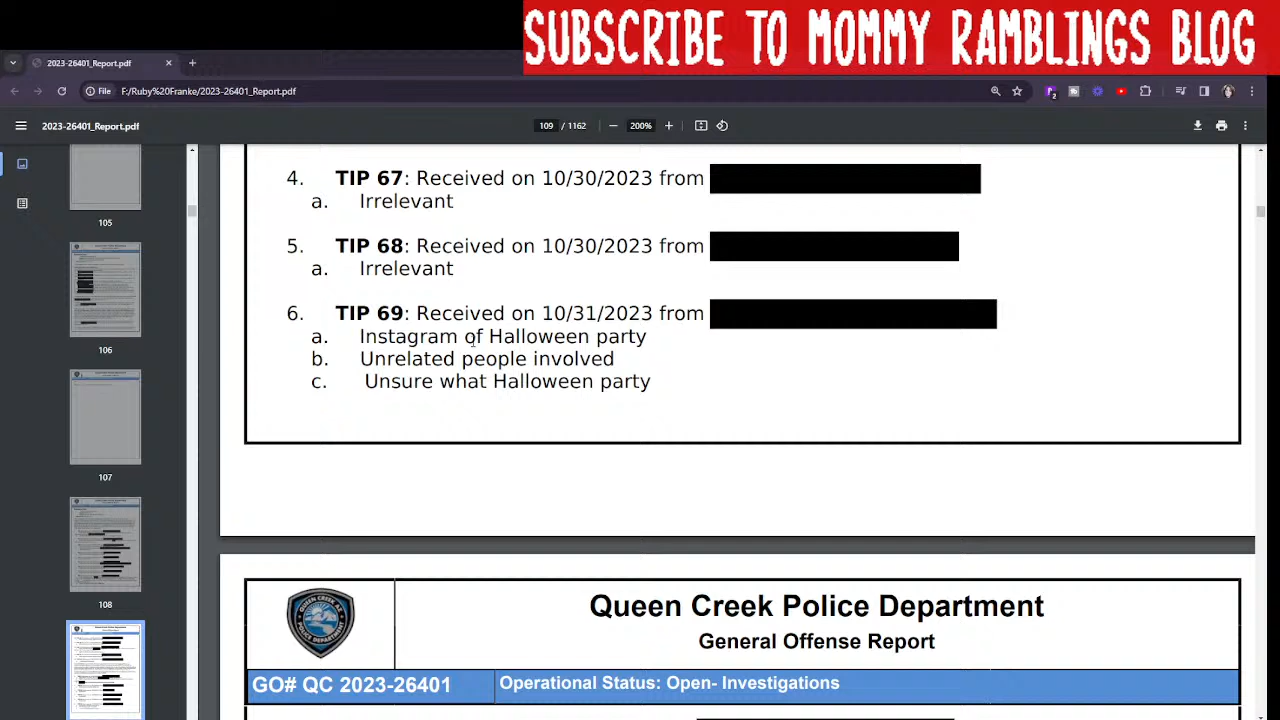 SUBSCRIBE TO MOMMY RAMBLINGS BLOG
2023-26401_Report.pdf
File F:/Ruby%20Franke/2023-26401_Report.pdf
2023-26401_Report.pdf
109 / 1162
200%
105
106
107
108
4. TIP 67: Received on 10/30/2023 from
a. Irrelevant
5. TIP 68: Received on 10/30/2023 from
a. Irrelevant
6. TIP 69: Received on 10/31/2023 from
a. Instagram of Halloween party
b. Unrelated people involved
c. Unsure what Halloween party
Queen Creek Police Department
General Offense Report
GO# QC 2023-26401
Operational Status: Open- Investigations